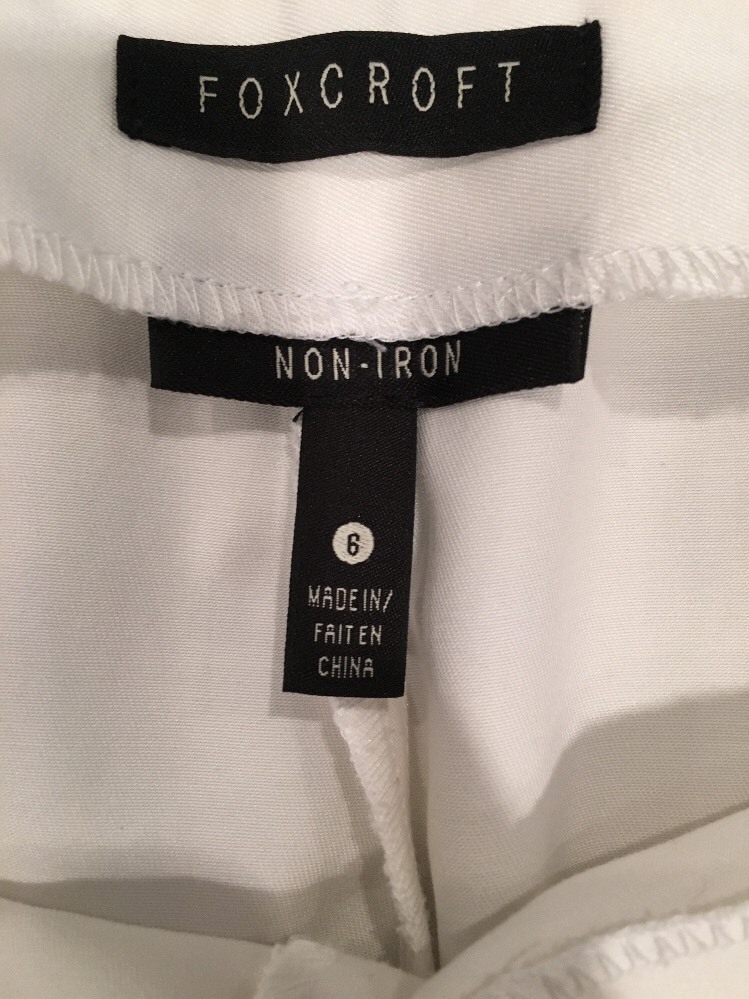 FOXCROFT
NON-IRON
6
MADE IN/
FAIT EN
CHINA